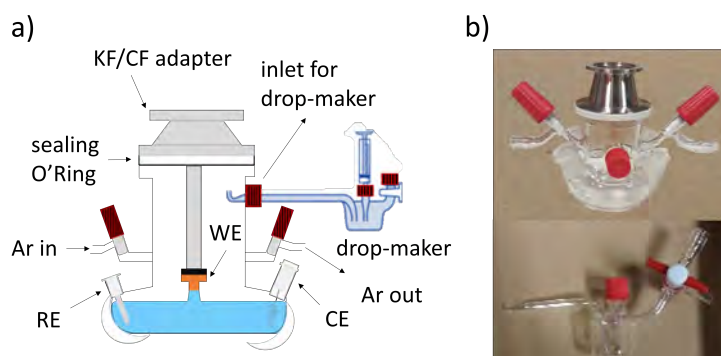 a)
b)
KF/CF adapter
inlet for
drop-maker
sealing
O'Ring
WE
drop-maker
Ar in
Ar out
RE
CE